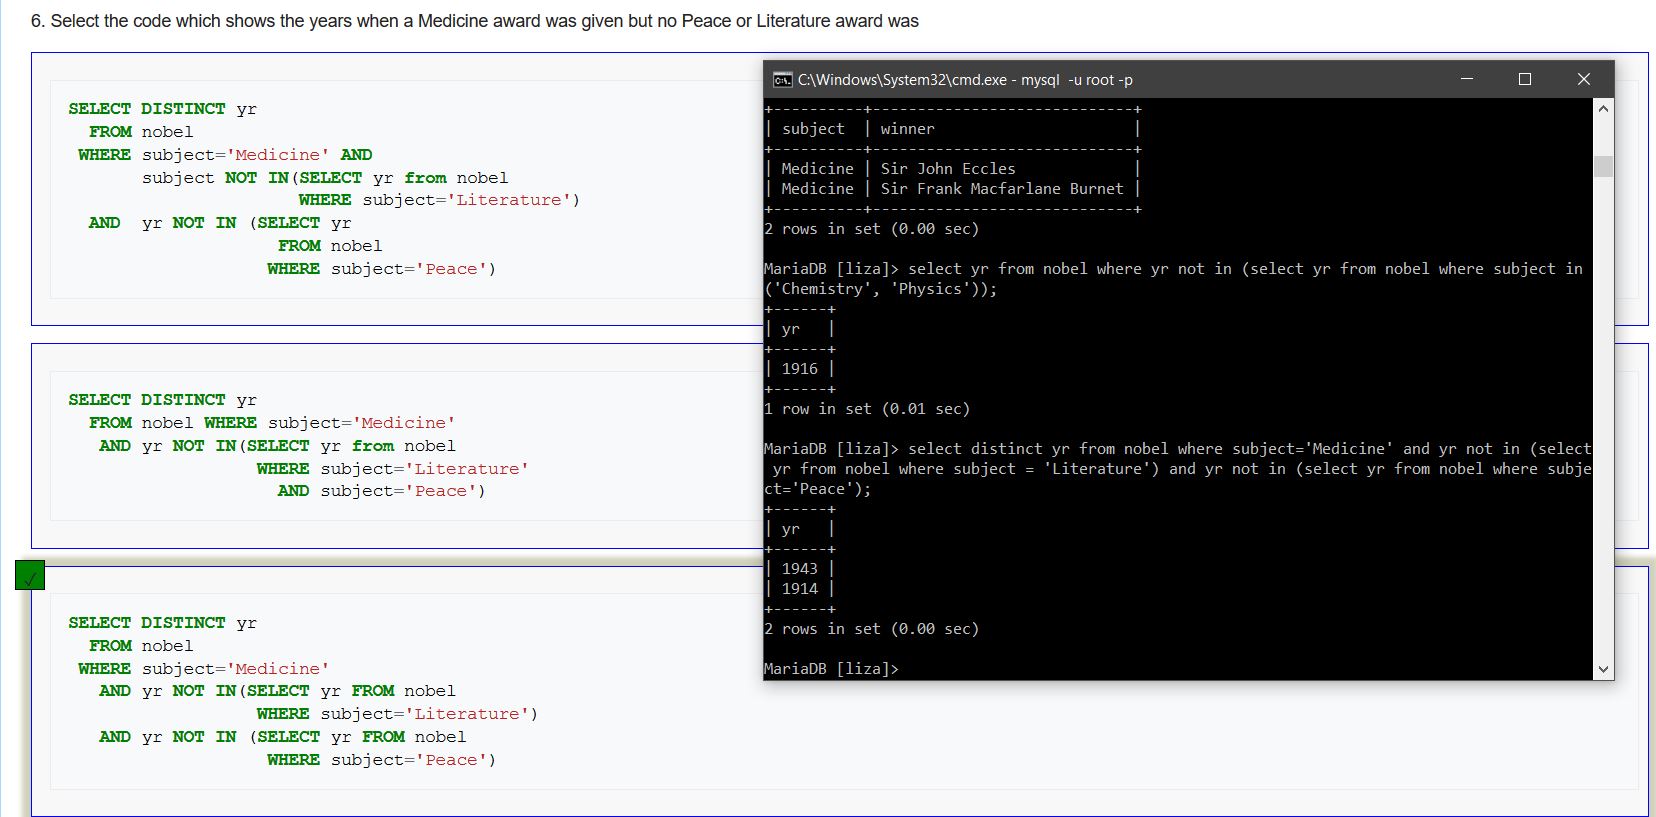 6. Select the code which shows the years when a Medicine award was given but no Peace or Literature award was
SELECT DISTINCT yr
FROM nobel
WHERE subject='Medicine' AND
subject NOT IN(SELECT yr from nobel
WHERE subject='Literature')
AND yr NOT IN (SELECT yr
FROM nobel
WHERE subject='Peace')
SELECT DISTINCT yr
FROM nobel WHERE subject='Medicine'
AND yr NOT IN(SELECT yr from nobel
WHERE subject='Literature'
AND subject='Peace')
✓
SELECT DISTINCT yr
FROM nobel
WHERE subject='Medicine'
AND yr NOT IN(SELECT yr FROM nobel
WHERE subject='Literature')
AND yr NOT IN (SELECT yr FROM nobel
WHERE subject='Peace')
C:\Windows\System32\cmd.exe - mysql -u root -p
+----------+-----------------------------+
| subject | winner |
+----------+-----------------------------+
| Medicine | Sir John Eccles |
| Medicine | Sir Frank Macfarlane Burnet |
+----------+-----------------------------+
2 rows in set (0.00 sec)
MariaDB [liza]> select yr from nobel where yr not in (select yr from nobel where subject in
('Chemistry', 'Physics'));
+------+
| yr |
+------+
| 1916 |
+------+
1 row in set (0.01 sec)
MariaDB [liza]> select distinct yr from nobel where subject='Medicine' and yr not in (select
yr from nobel where subject = 'Literature') and yr not in (select yr from nobel where subje
ct='Peace');
+------+
| yr |
+------+
| 1943 |
| 1914 |
+------+
2 rows in set (0.00 sec)
MariaDB [liza]>